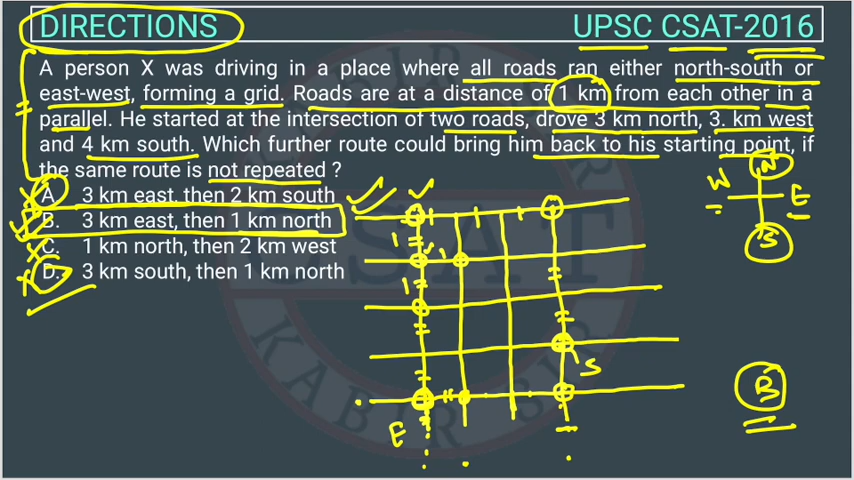 DIRECTIONS
UPSC CSAT-2016
A person X was driving in a place where all roads ran either north-south or
east-west, forming a grid. Roads are at a distance of 1 km from each other in a
parallel. He started at the intersection of two roads, drove 3 km north, 3. km west
and 4 km south. Which further route could bring him back to his starting point, if
the same route is not repeated ?
A. 3 km east, then 2 km south
B. 3 km east, then 1 km north
C. 1 km north, then 2 km west
D. 3 km south, then 1 km north
N
W E
S
S
B
E